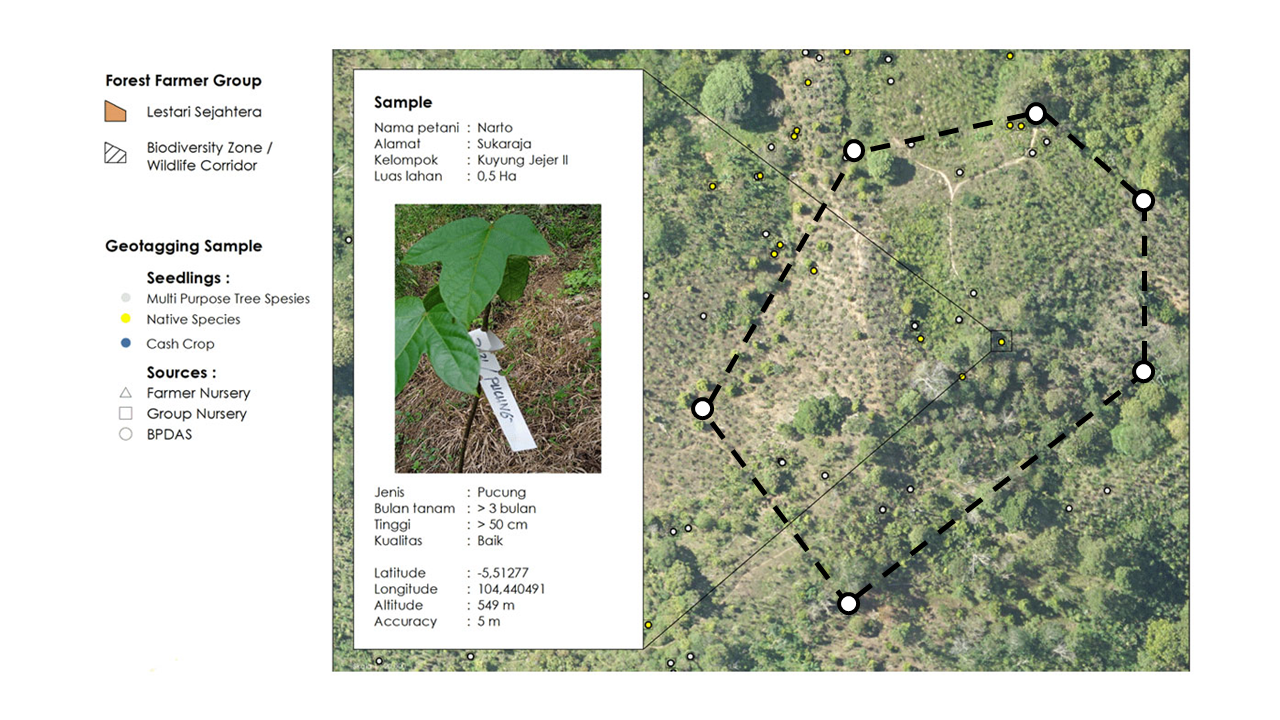 Forest Farmer Group
Lestari Sejahtera
Biodiversity Zone /
Wildlife Corridor
Geotagging Sample
Seedlings :
Multi Purpose Tree Spesies
Native Species
Cash Crop
Sources :
Farmer Nursery
Group Nursery
BPDAS
Sample
Nama petani : Narto
Alamat : Sukaraja
Kelompok : Kuyung Jejer II
Luas lahan : 0,5 Ha
PUCUNG
Jenis : Pucung
Bulan tanam : > 3 bulan
Tinggi : > 50 cm
Kualitas : Baik
Latitude : -5,51277
Longitude : 104,440491
Altitude : 549 m
Accuracy : 5 m